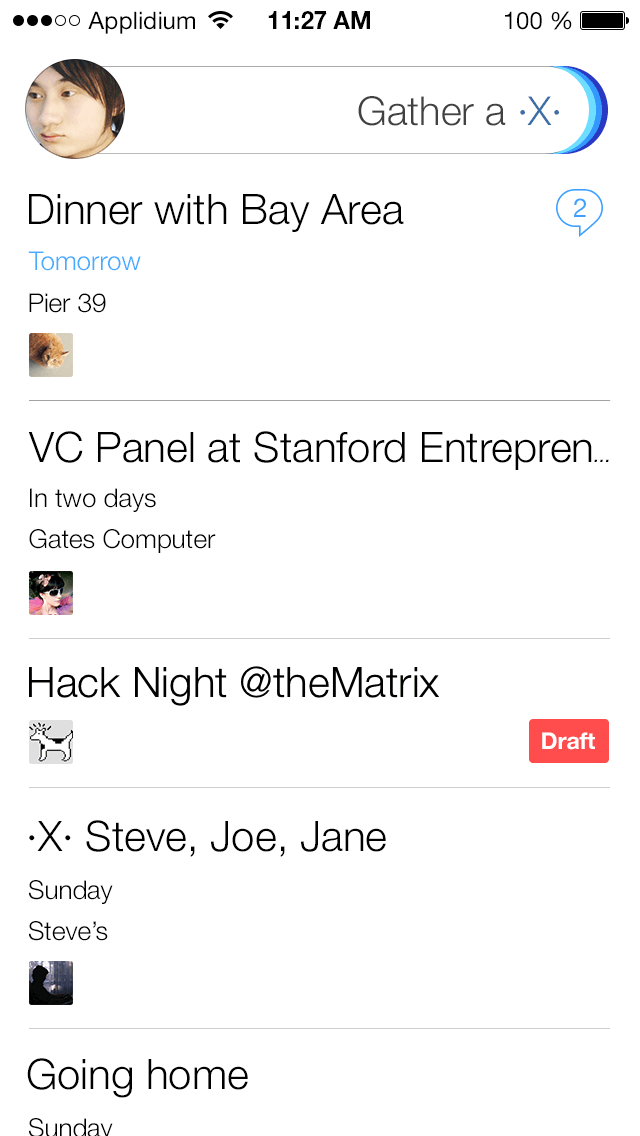 Applidium 11:27 AM 100 %
Gather a ·X·
Dinner with Bay Area
2
Tomorrow
Pier 39
VC Panel at Stanford Entrepren...
In two days
Gates Computer
Hack Night @theMatrix
Draft
·X· Steve, Joe, Jane
Sunday
Steve’s
Going home
Sunday